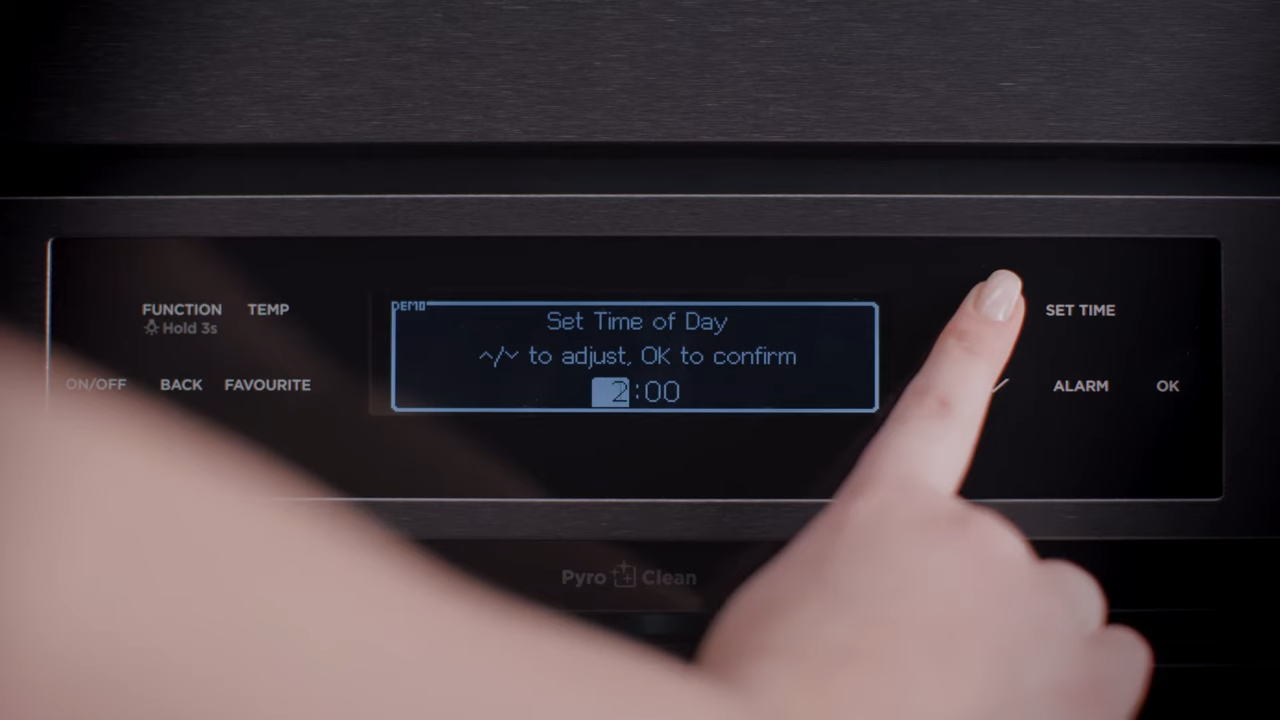 FUNCTION TEMP
Hold 3s
ON/OFF BACK FAVOURITE
DEMO
Set Time of Day
^/˅ to adjust, OK to confirm
2:00
SET TIME
ALARM OK
Pyro Clean